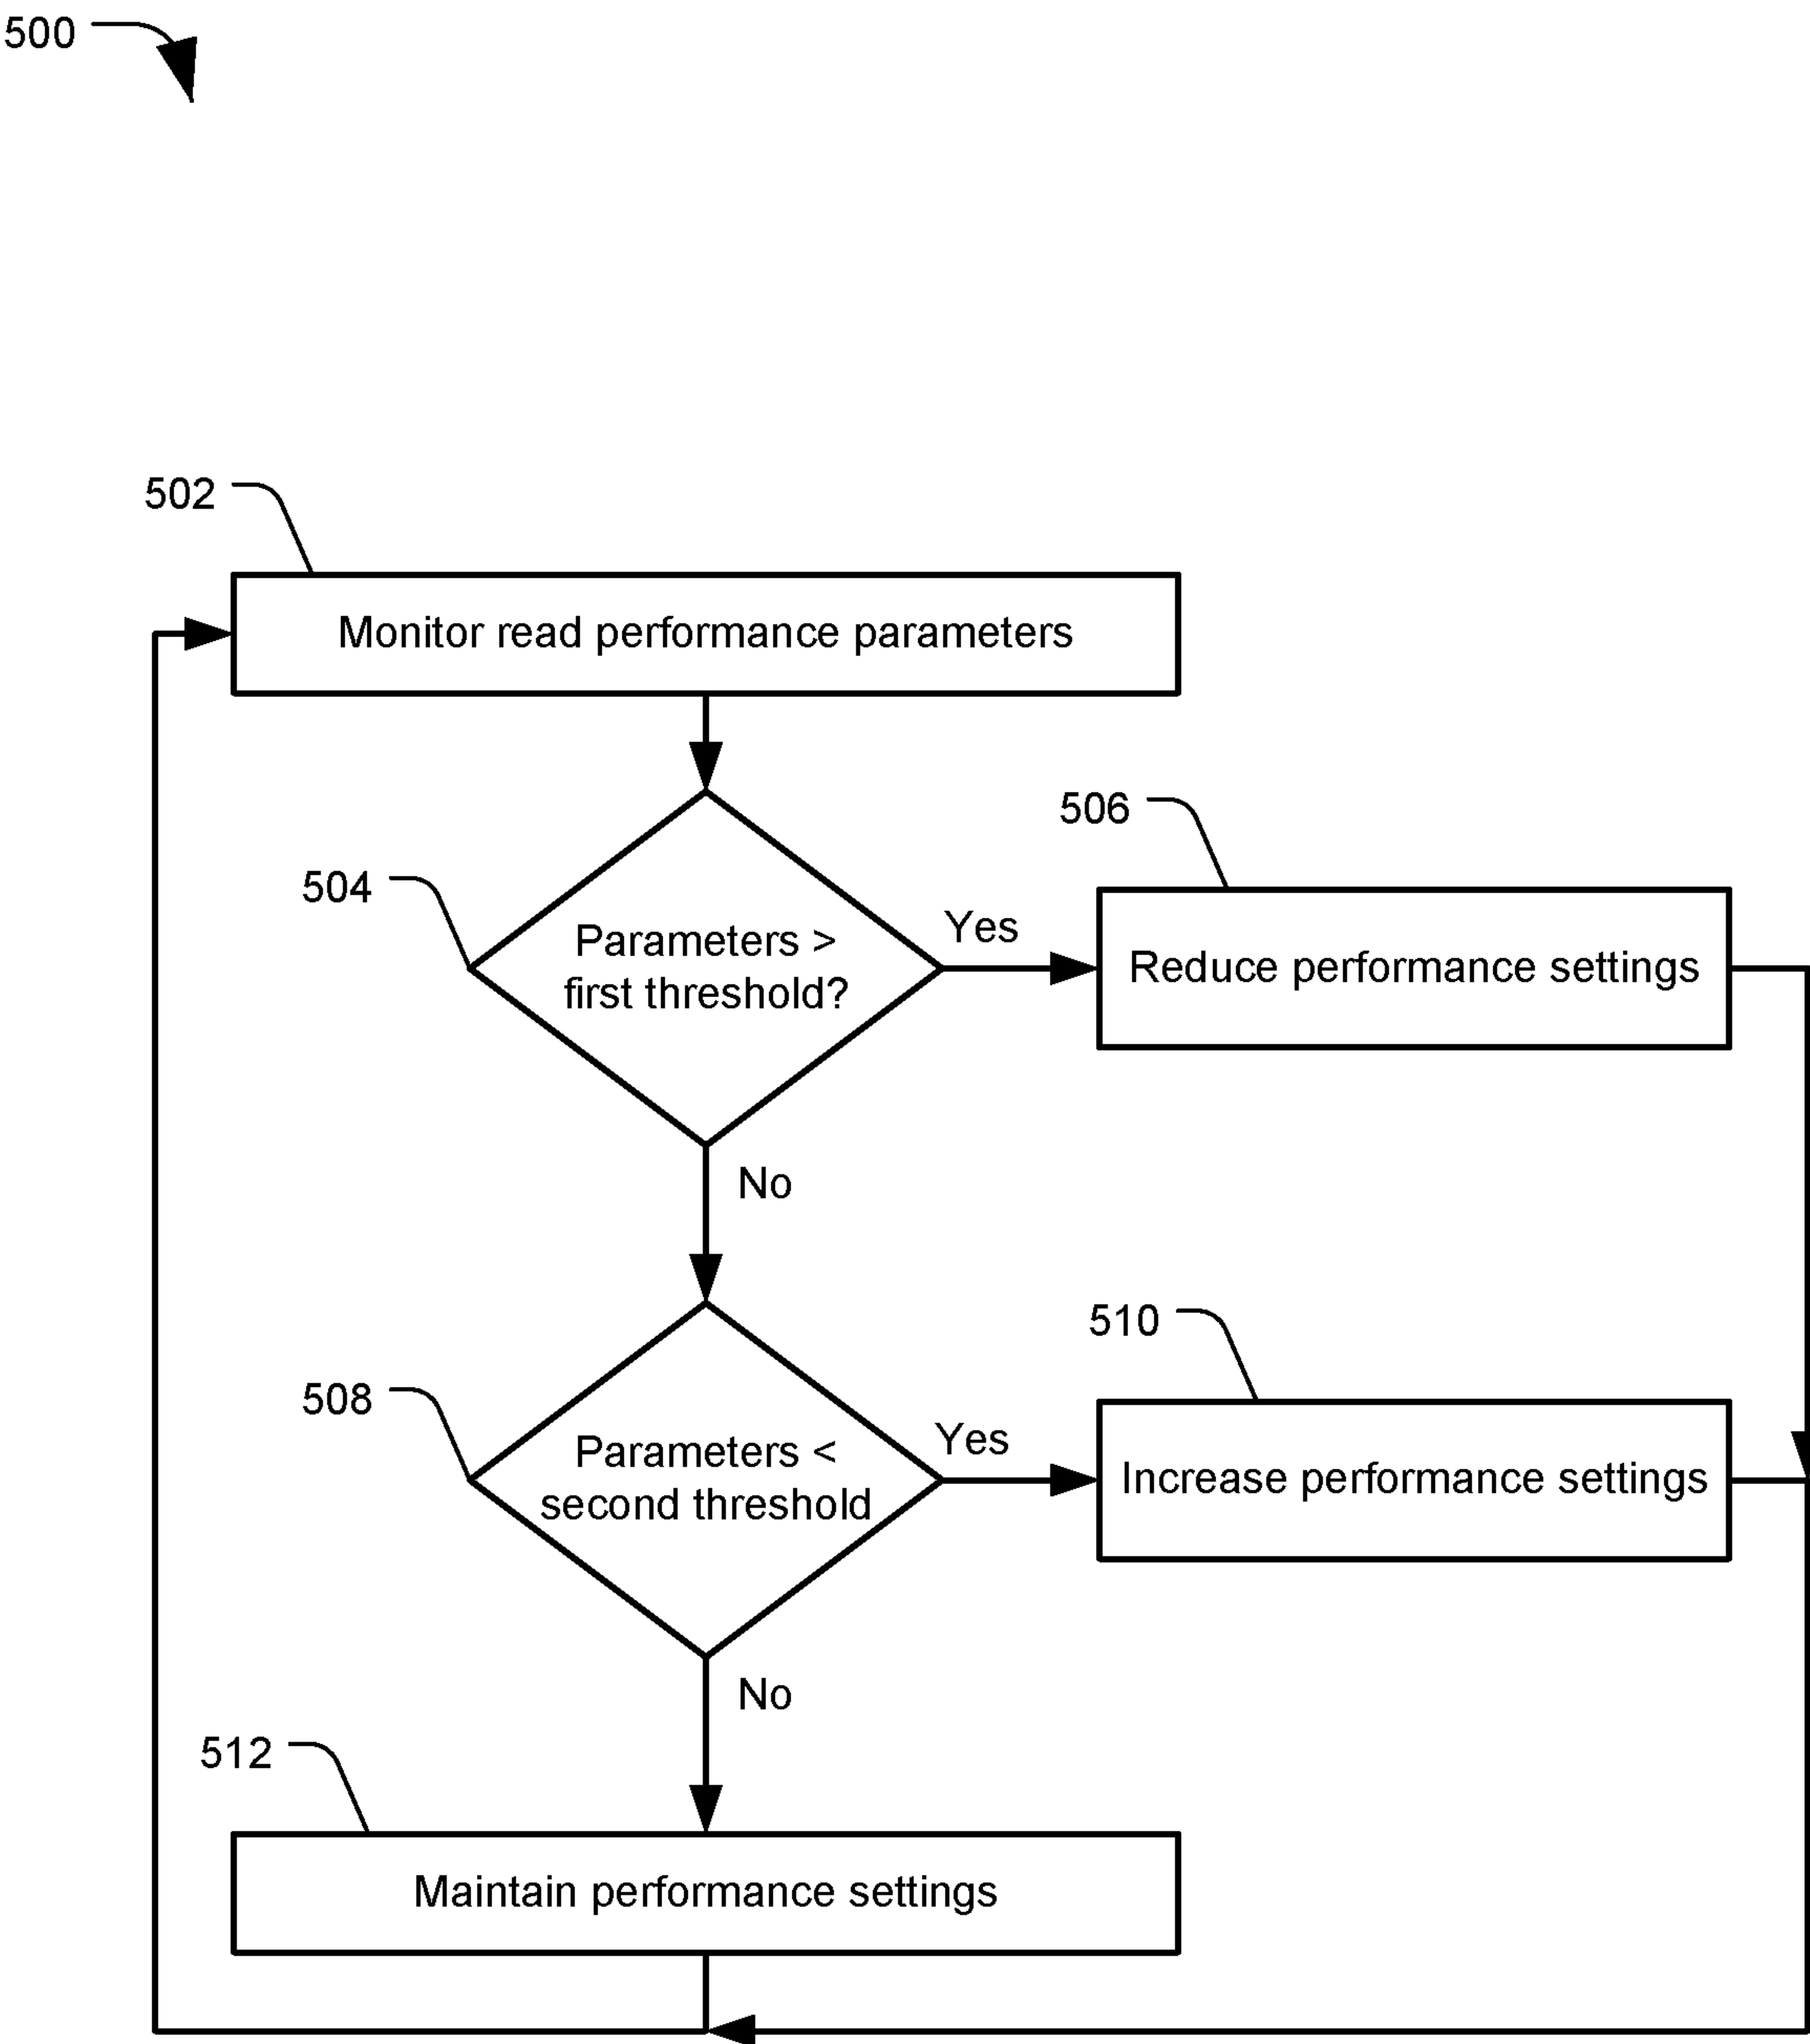 500
502
Monitor read performance parameters
504
Parameters >
first threshold?
Yes
506
Reduce performance settings
No
508
Parameters <
second threshold
Yes
510
Increase performance settings
No
512
Maintain performance settings